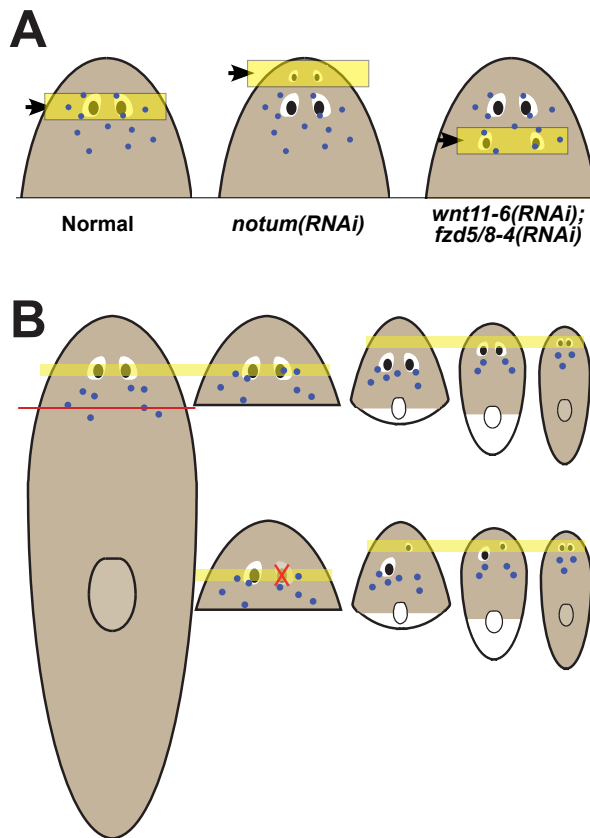 A
Normal
notum(RNAi)
wnt11-6(RNAi);
fzd5/8-4(RNAi)
B